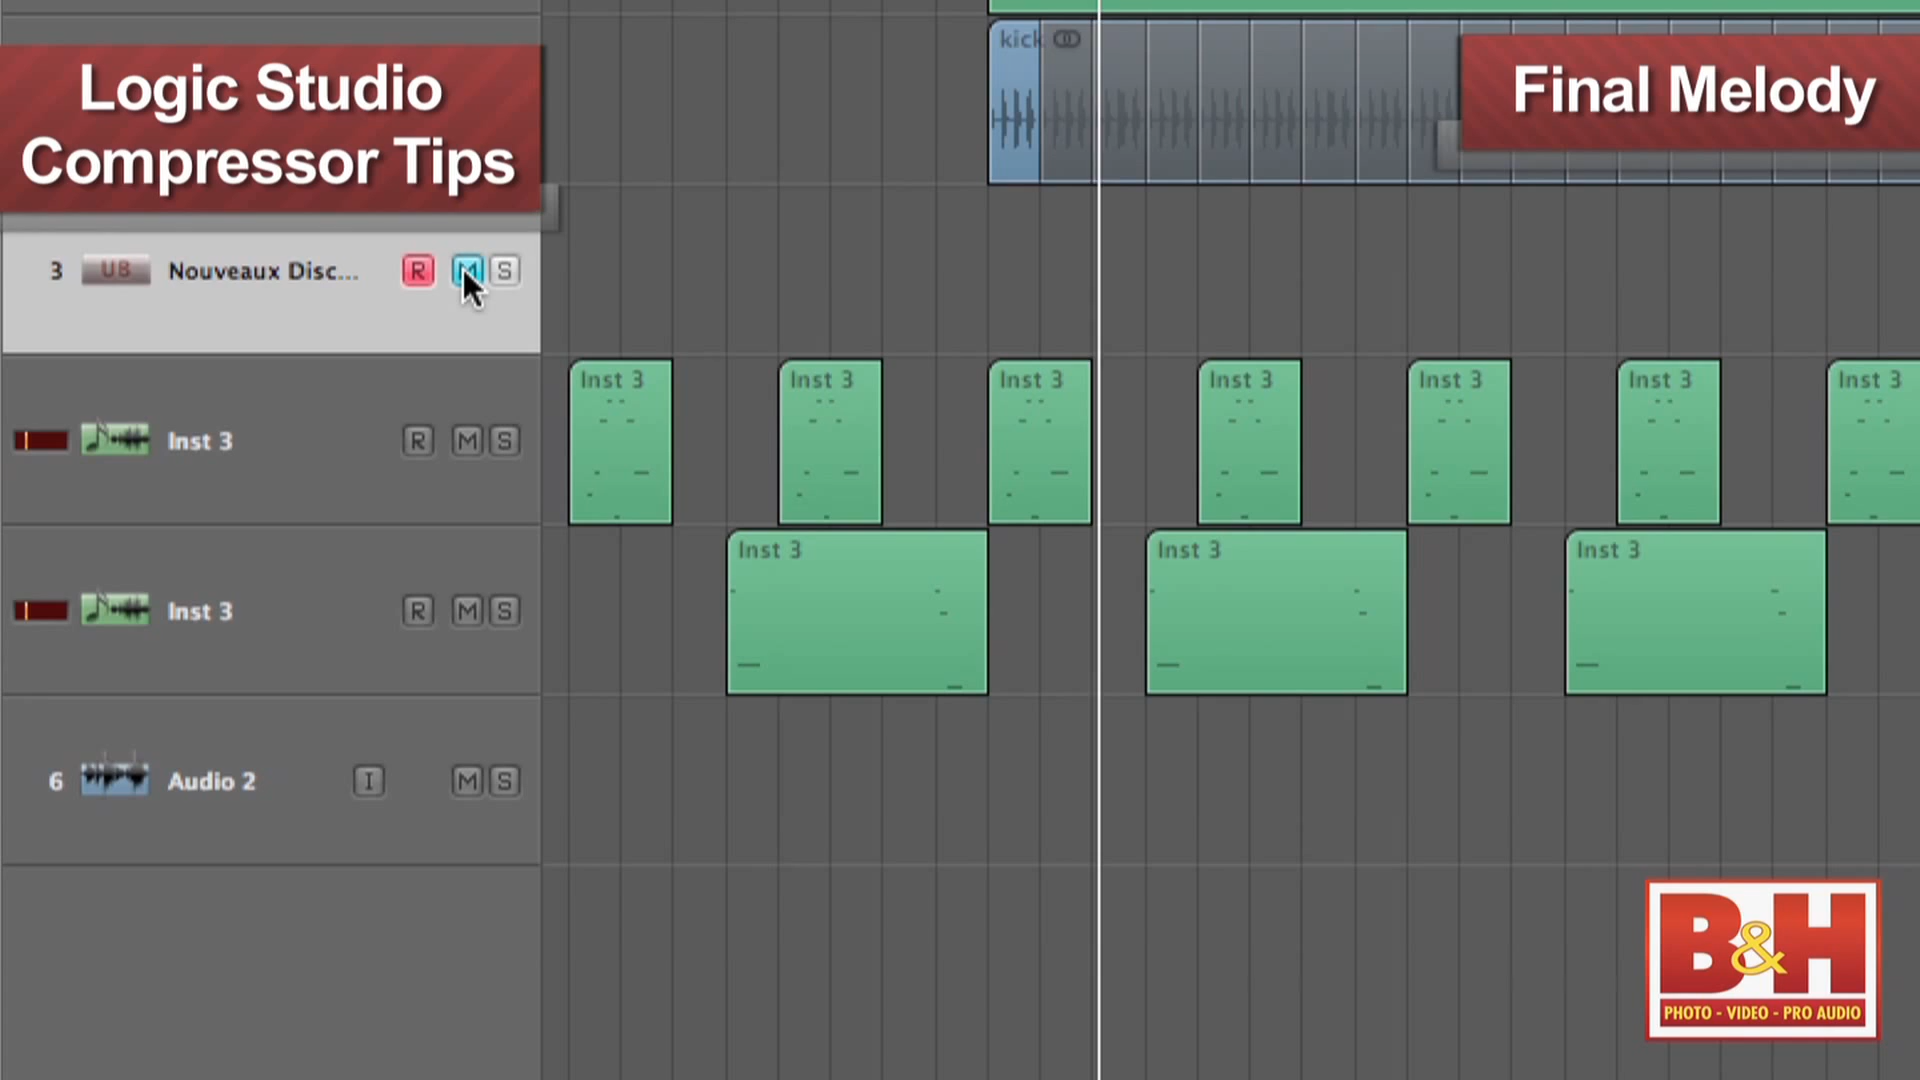 kick
Logic Studio
Compressor Tips
Final Melody
3 UB Nouveaux Disc... R M S
Inst 3 R M S
Inst 3 Inst 3 Inst 3 Inst 3 Inst 3 Inst 3 Inst 3
Inst 3 R M S
Inst 3 Inst 3 Inst 3
6 Audio 2 I M S
B&H
PHOTO - VIDEO - PRO AUDIO